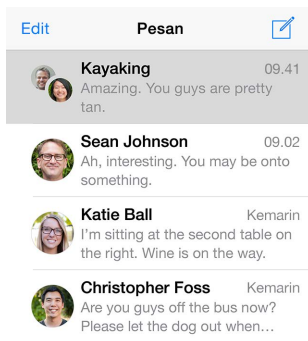 Edit Pesan
Kayaking 09.41
Amazing. You guys are pretty
tan.
Sean Johnson 09.02
Ah, interesting. You may be onto
something.
Katie Ball Kemarin
I’m sitting at the second table on
the right. Wine is on the way.
Christopher Foss Kemarin
Are you guys off the bus now?
Please let the dog out when…